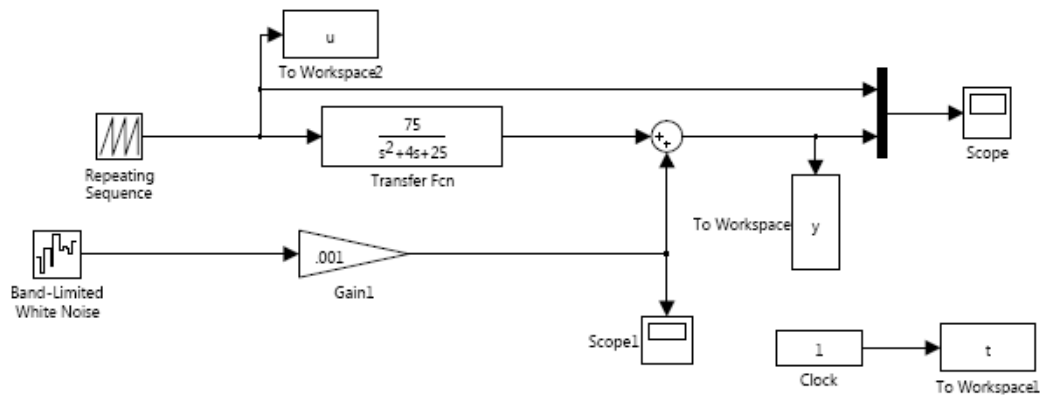 u
To Workspace2
75
s²+4s+25
Transfer Fcn
Repeating
Sequence
Scope
To Workspace
y
.001
Gain1
Band-Limited
White Noise
Scope1
1
Clock
t
To Workspace1